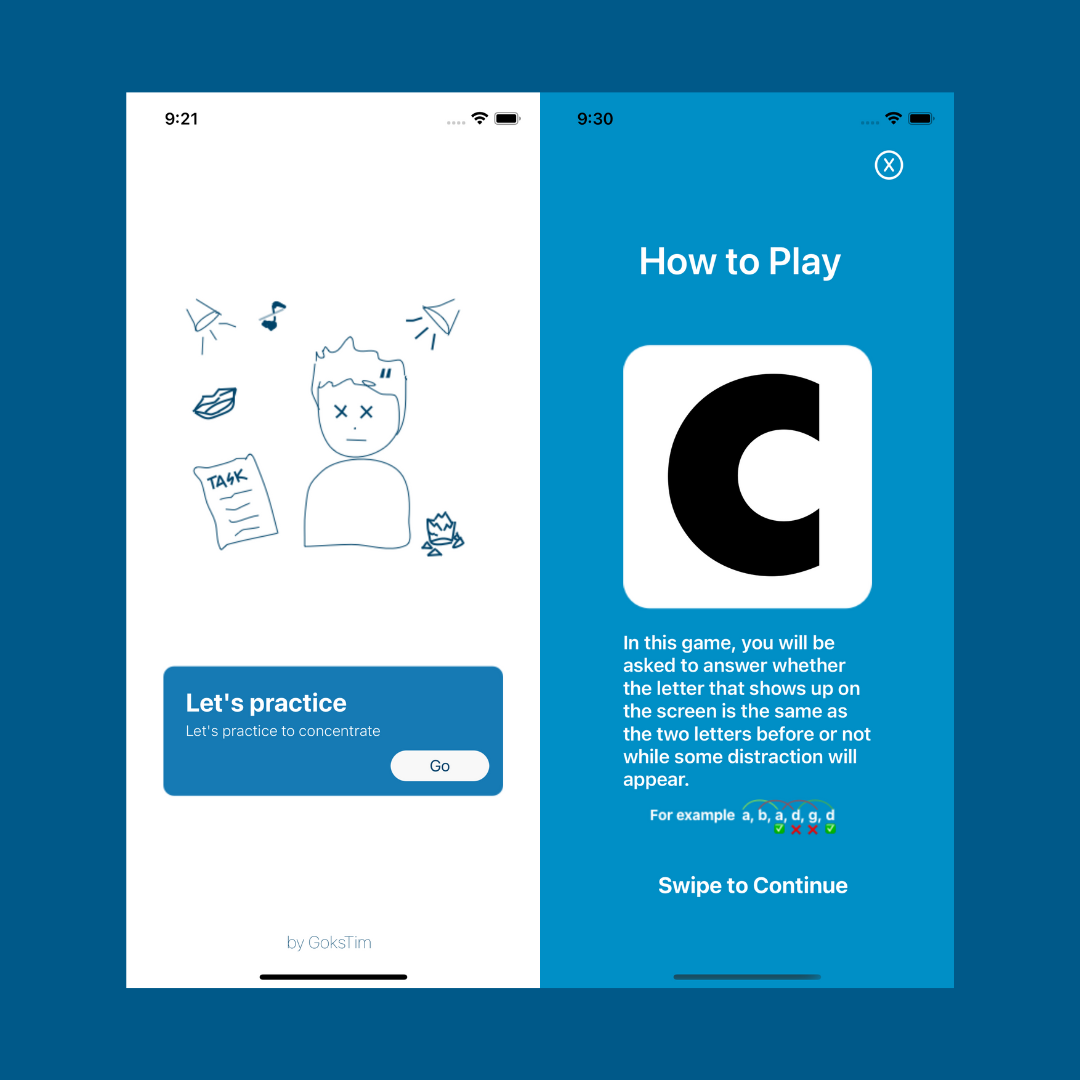 9:21
TASK
Let's practice
Let's practice to concentrate
Go
by GoksTim
9:30
X
How to Play
C
In this game, you will be
asked to answer whether
the letter that shows up on
the screen is the same as
the two letters before or not
while some distraction will
appear.
For example a, b, a, d, g, d
Swipe to Continue